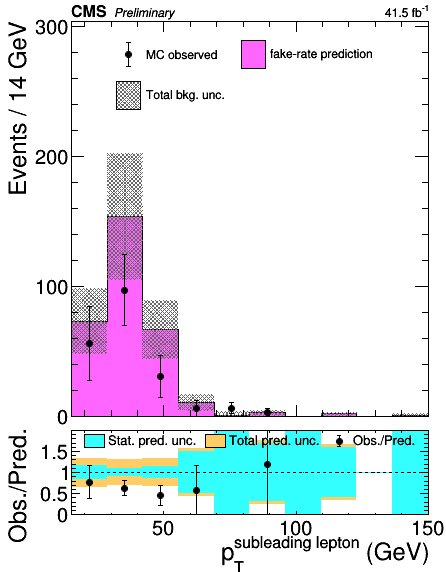 CMS Preliminary 41.5 fb-1
Events / 14 GeV
300
200
100
0
MC observed
fake-rate prediction
Total bkg. unc.
Obs./Pred.
1.5
1
0.5
0
Stat. pred. unc.
Total pred. unc.
Obs./Pred.
50 100 150
pT subleading lepton (GeV)